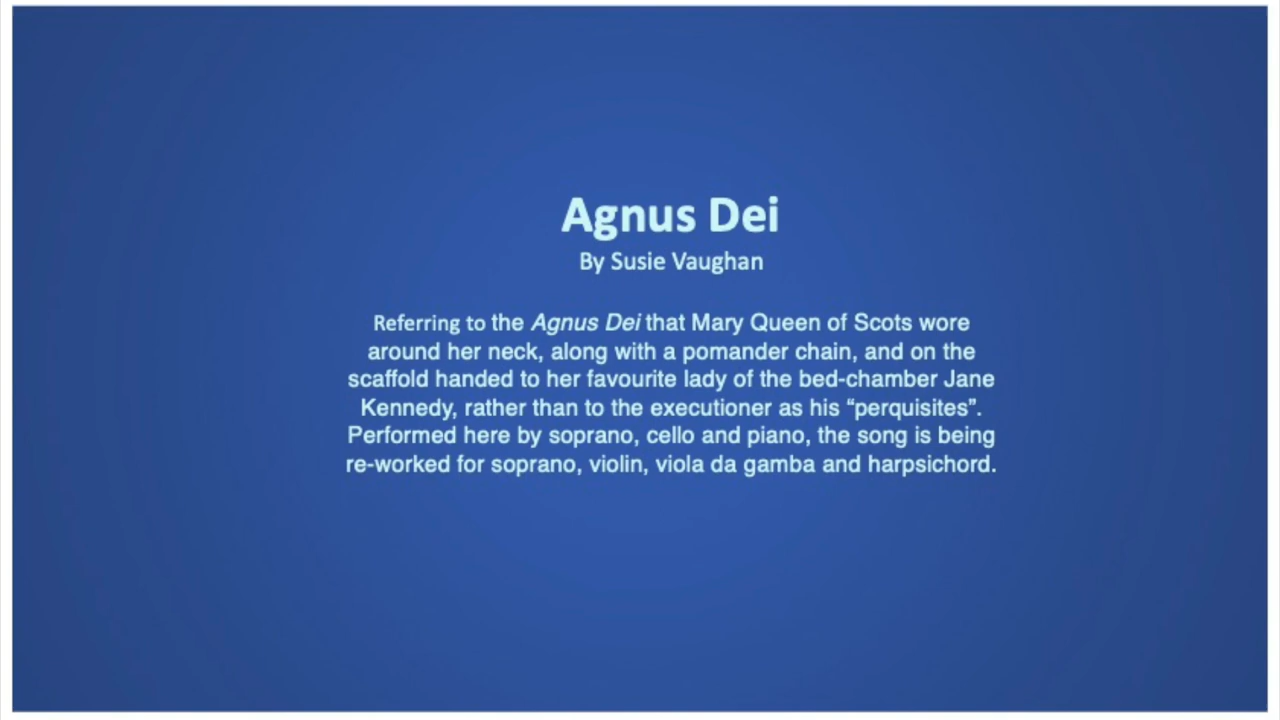 Agnus Dei
By Susie Vaughan
Referring to the Agnus Dei that Mary Queen of Scots wore
around her neck, along with a pomander chain, and on the
scaffold handed to her favourite lady of the bed-chamber Jane
Kennedy, rather than to the executioner as his “perquisites”.
Performed here by soprano, cello and piano, the song is being
re-worked for soprano, violin, viola da gamba and harpsichord.